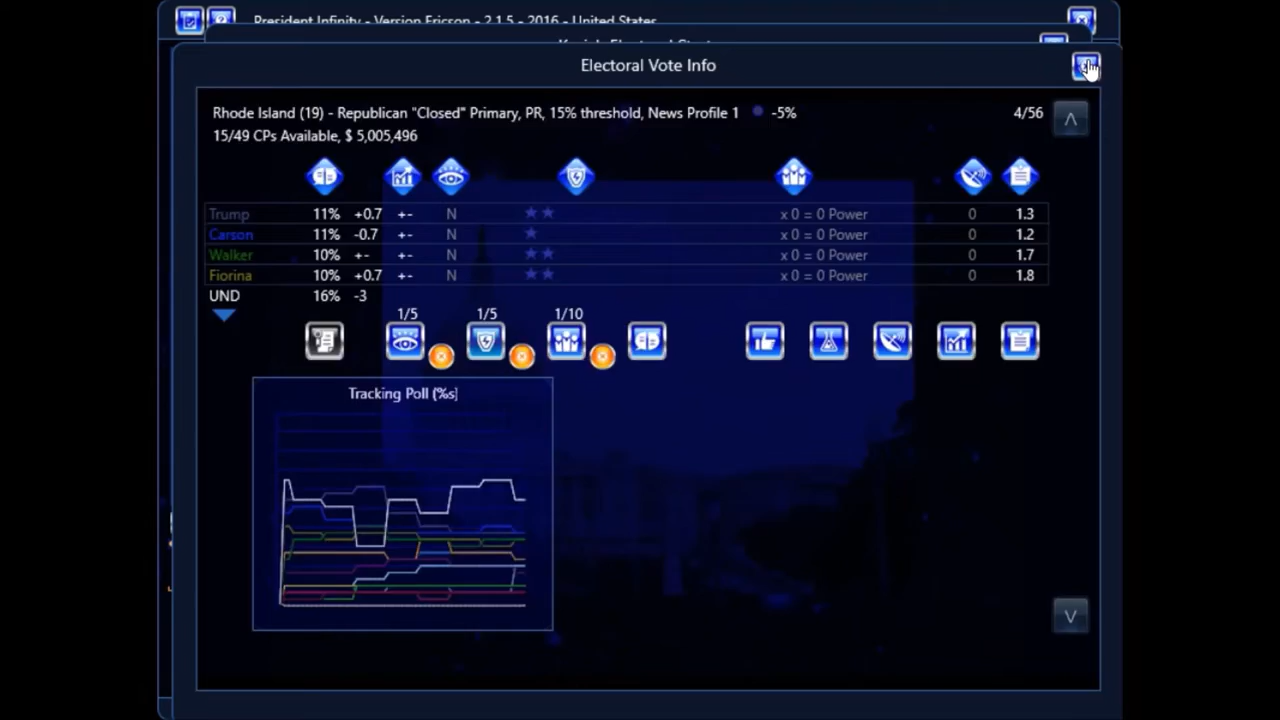 President Infinity - Version Ericson - 2.1.5 - 2016 - United States
Electoral Vote Info
Rhode Island (19) - Republican "Closed" Primary, PR, 15% threshold, News Profile 1 -5% 4/56
15/49 CPs Available, $ 5,005,496
Trump 11% +0.7 +- N x 0 = 0 Power 0 1.3
Carson 11% -0.7 +- N x 0 = 0 Power 0 1.2
Walker 10% +- +- N x 0 = 0 Power 0 1.7
Fiorina 10% +0.7 +- N x 0 = 0 Power 0 1.8
UND 16% -3
1/5 1/5 1/10
Tracking Poll (%s)